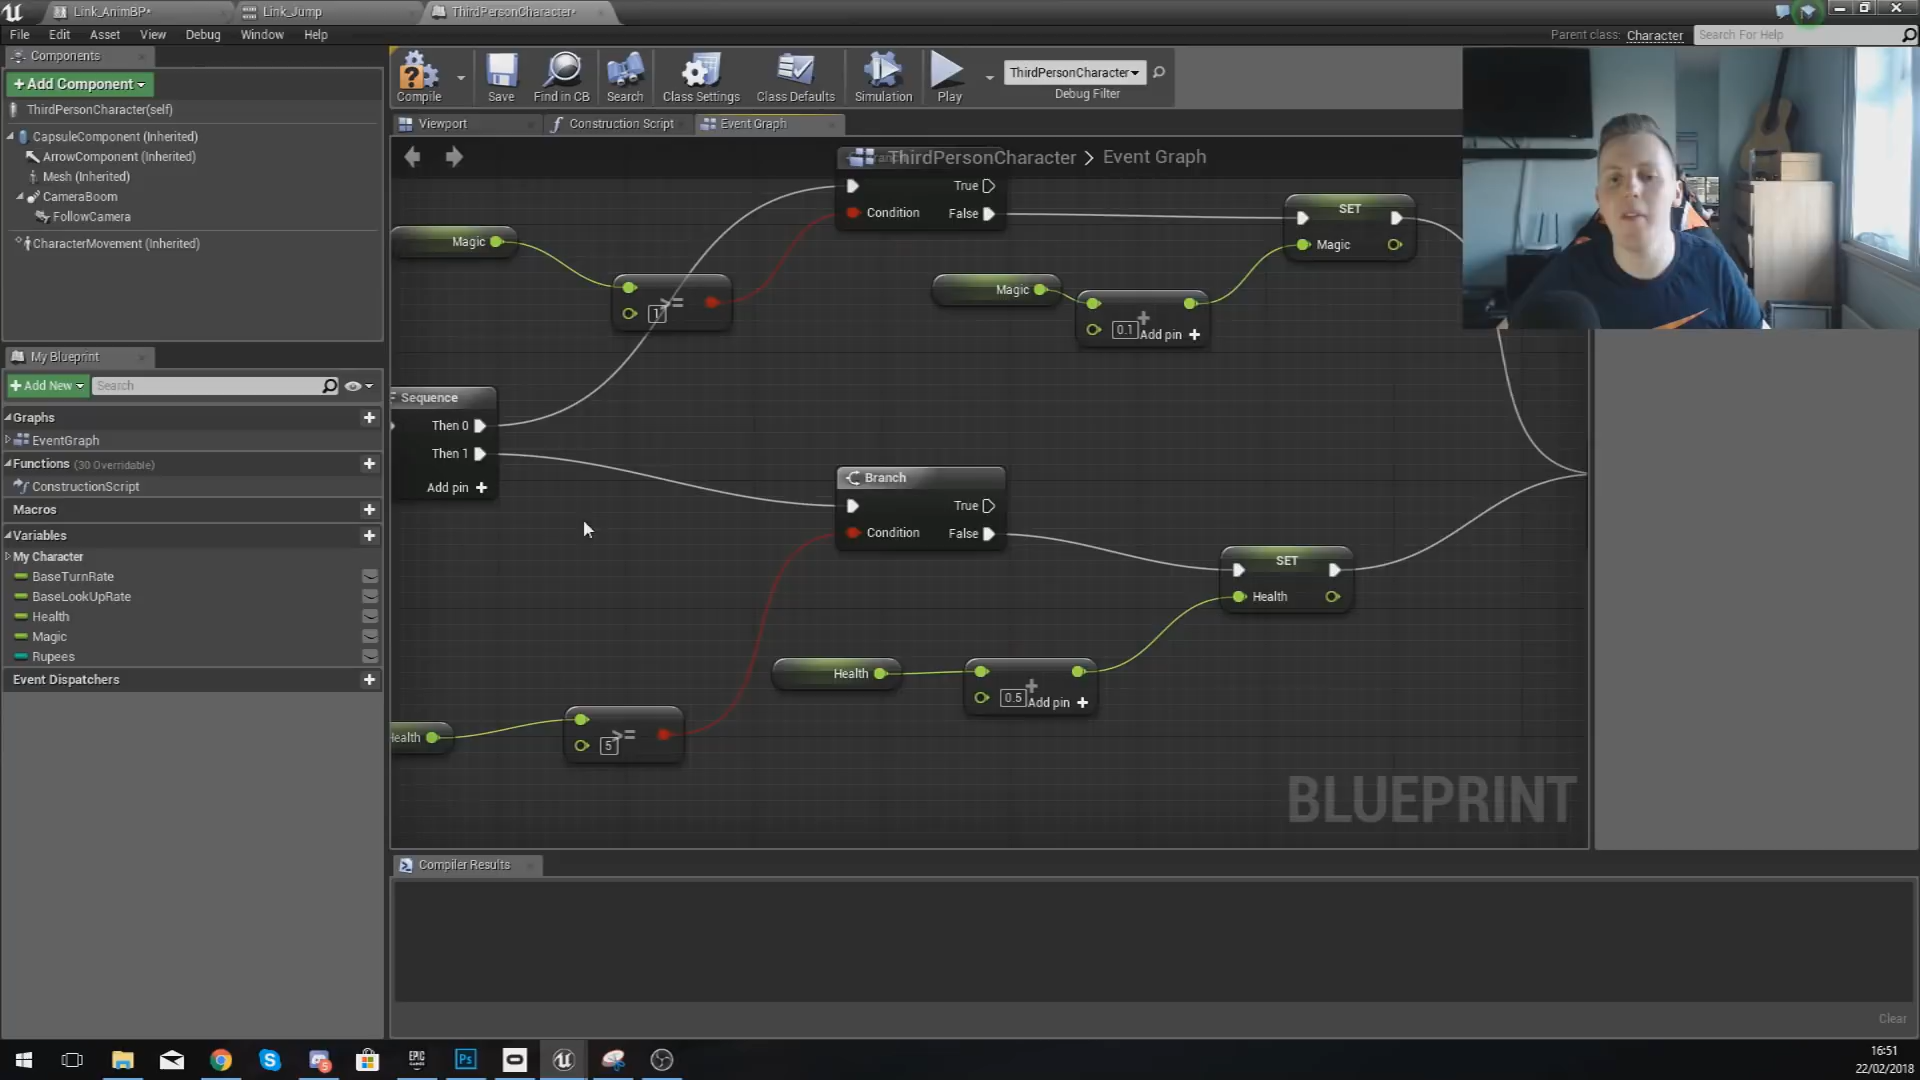 Link_AnimBP*
Link_Jump
ThirdPersonCharacter*
File Edit Asset View Debug Window Help
Parent class: Character
Search For Help
Components
+Add Component
ThirdPersonCharacter(self)
CapsuleComponent (Inherited)
ArrowComponent (Inherited)
Mesh (Inherited)
CameraBoom
FollowCamera
CharacterMovement (Inherited)
My Blueprint
+Add New
Search
Graphs
EventGraph
Functions (30 Overridable)
ConstructionScript
Macros
Variables
My Character
BaseTurnRate
BaseLookUpRate
Health
Magic
Rupees
Event Dispatchers
Compile
Save
Find in CB
Search
Class Settings
Class Defaults
Simulation
Play
ThirdPersonCharacter
Debug Filter
Viewport
Construction Script
Event Graph
ThirdPersonCharacter > Event Graph
True
Condition
False
SET
Magic
Magic
>=
1
Magic
+
0.1
Add pin +
Sequence
Then 0
Then 1
Add pin +
Branch
True
Condition
False
SET
Health
Health
+
0.5
Add pin +
>=
5
BLUEPRINT
Compiler Results
Clear
EPIC
GAMES
Ps
5
16:51
22/02/2018